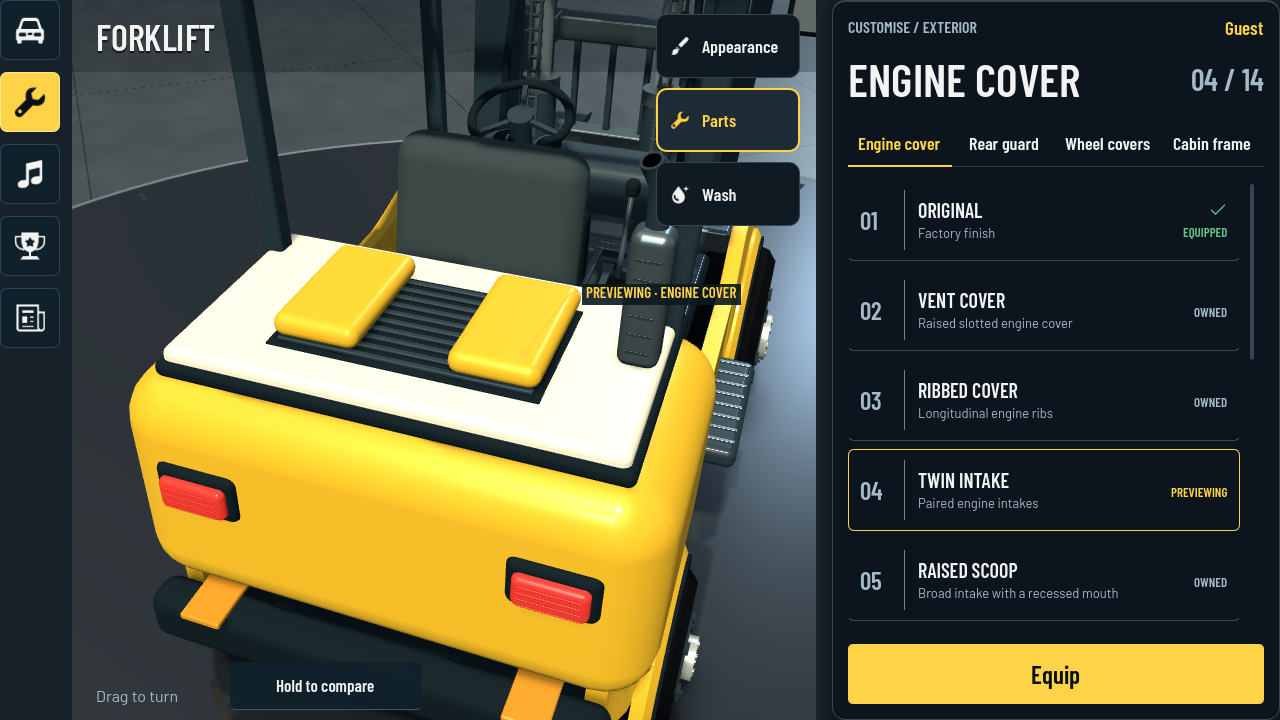 FORKLIFT
Appearance
Parts
Wash
PREVIEWING · ENGINE COVER
Hold to compare
Drag to turn
CUSTOMISE / EXTERIOR
Guest
ENGINE COVER
04 / 14
Engine cover
Rear guard
Wheel covers
Cabin frame
01
ORIGINAL
Factory finish
EQUIPPED
02
VENT COVER
Raised slotted engine cover
OWNED
03
RIBBED COVER
Longitudinal engine ribs
OWNED
04
TWIN INTAKE
Paired engine intakes
PREVIEWING
05
RAISED SCOOP
Broad intake with a recessed mouth
OWNED
Equip